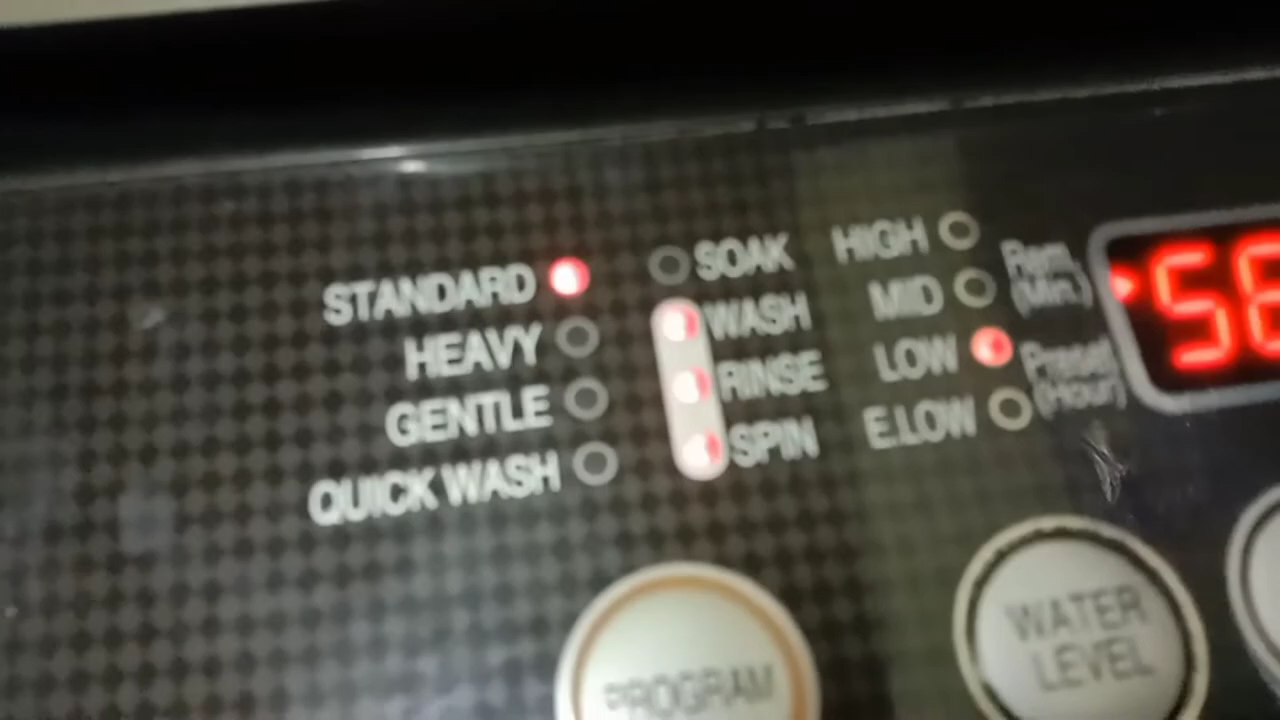 STANDARD
HEAVY
GENTLE
QUICK WASH
SOAK
WASH
RINSE
SPIN
HIGH
MID
LOW
E.LOW
Rem.
(Min.)
Preset
(Hour)
PROGRAM
WATER
LEVEL